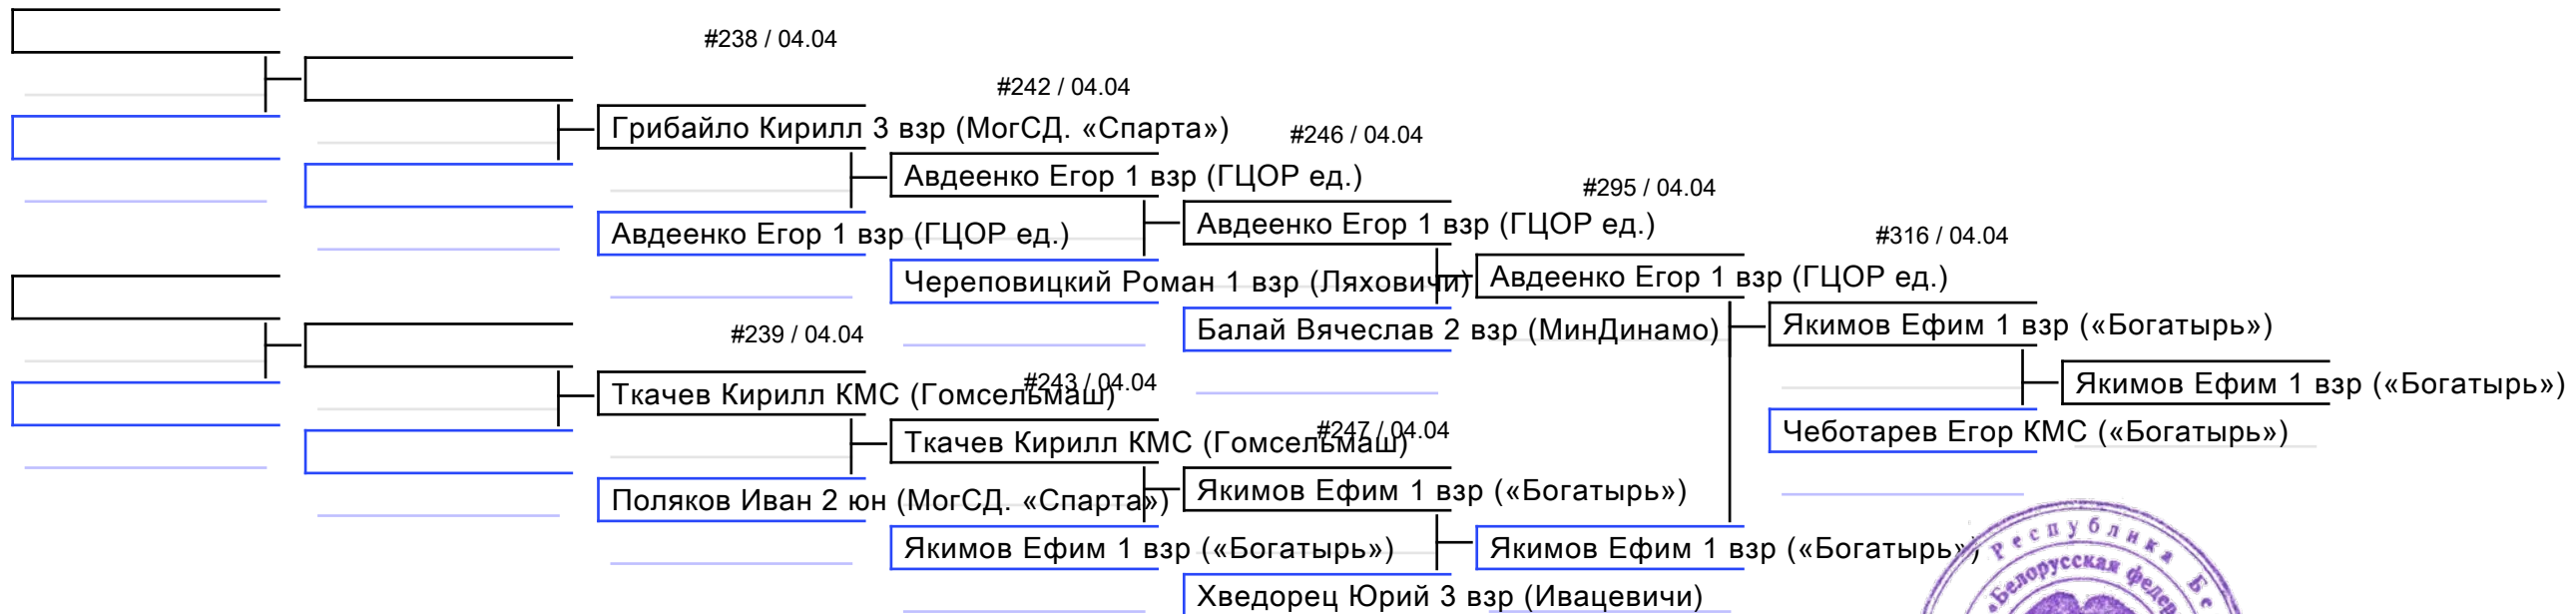 #238 / 04.04
#242 / 04.04
Грибайло Кирилл 3 взр (МогСД. «Спарта»)
#246 / 04.04
Авдеенко Егор 1 взр (ГЦОР ед.)
#295 / 04.04
Авдеенко Егор 1 взр (ГЦОР ед.)
Авдеенко Егор 1 взр (ГЦОР ед.)
#316 / 04.04
Череповицкий Роман 1 взр (Ляховичи)
Авдеенко Егор 1 взр (ГЦОР ед.)
Балай Вячеслав 2 взр (МинДинамо)
Якимов Ефим 1 взр («Богатырь»)
#239 / 04.04
#243 / 04.04
Якимов Ефим 1 взр («Богатырь»)
Ткачев Кирилл КМС (Гомсельмаш)
#247 / 04.04
Чеботарев Егор КМС («Богатырь»)
Ткачев Кирилл КМС (Гомсельмаш)
Якимов Ефим 1 взр («Богатырь»)
Поляков Иван 2 юн (МогСД. «Спарта»)
Якимов Ефим 1 взр («Богатырь»)
Якимов Ефим 1 взр («Богатырь»)
Хведорец Юрий 3 взр (Ивацевичи)
Республика Бе
«Белорусская федер